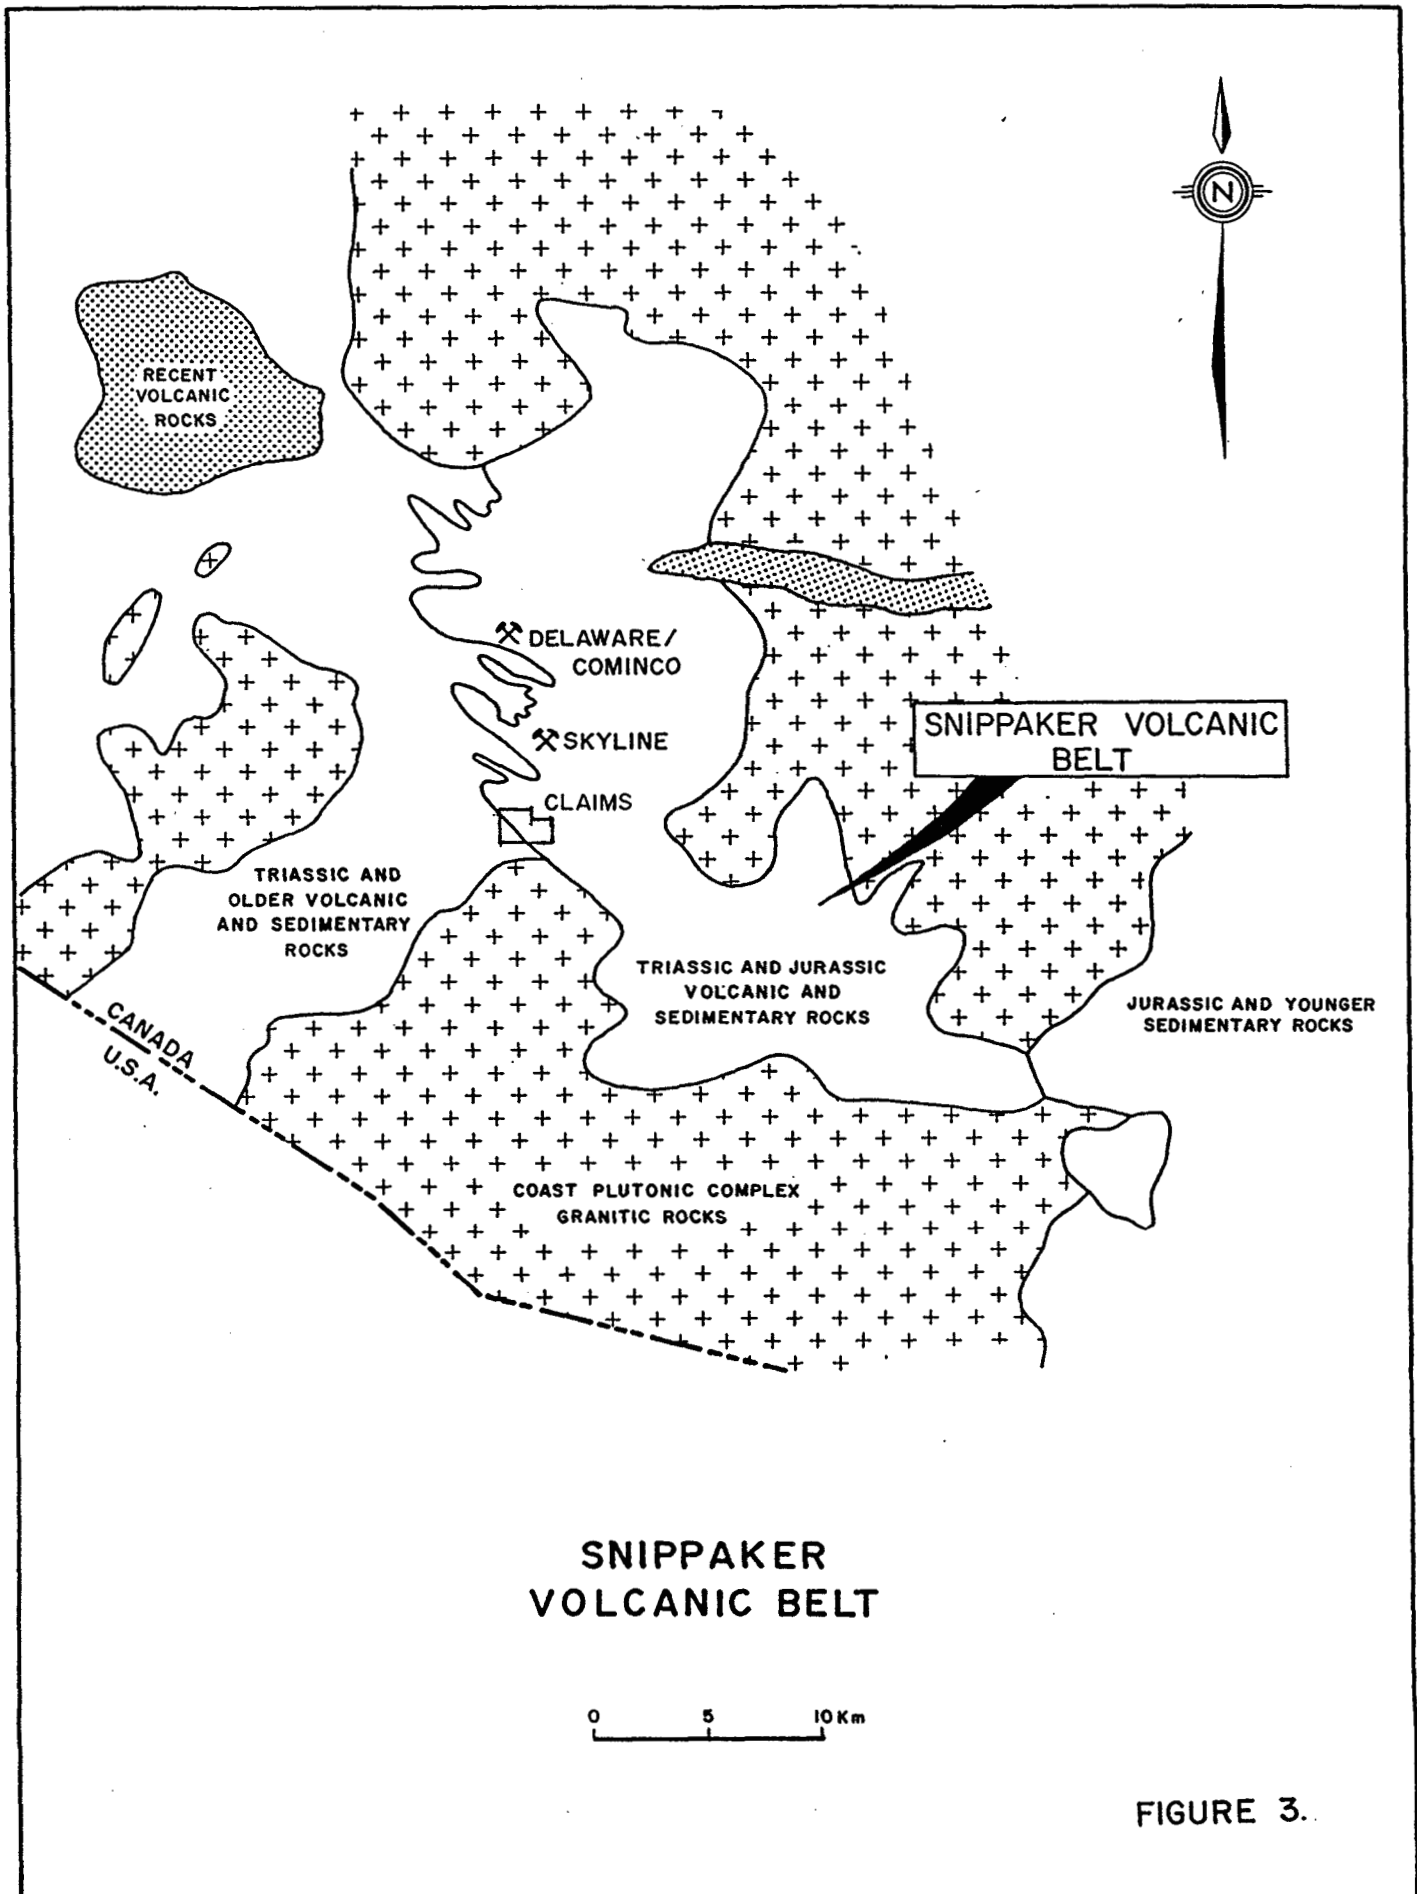 N
RECENT
VOLCANIC
ROCKS
DELAWARE/
COMINCO
SNIPPAKER VOLCANIC
BELT
SKYLINE
CLAIMS
TRIASSIC AND
OLDER VOLCANIC
AND SEDIMENTARY
ROCKS
TRIASSIC AND JURASSIC
VOLCANIC AND
SEDIMENTARY ROCKS
JURASSIC AND YOUNGER
SEDIMENTARY ROCKS
CANADA
U.S.A.
COAST PLUTONIC COMPLEX
GRANITIC ROCKS
SNIPPAKER
VOLCANIC BELT
0 5 10 Km
FIGURE 3.